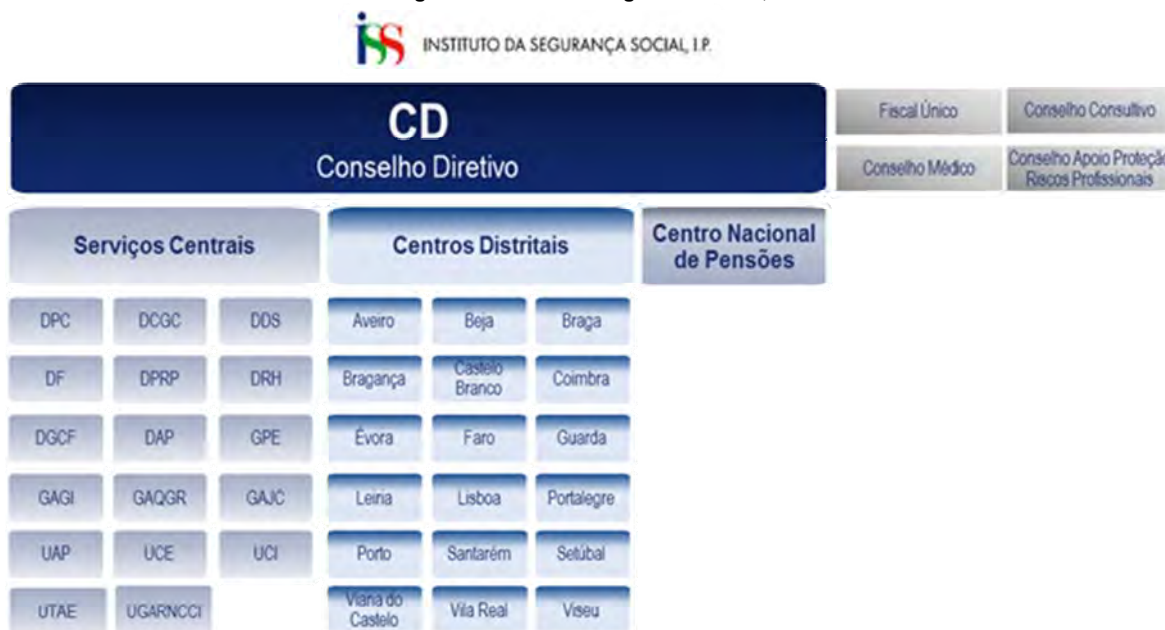 iss INSTITUTO DA SEGURANÇA SOCIAL, I.P.
CD
Conselho Diretivo
Fiscal Único
Conselho Consultivo
Conselho Médico
Conselho Apoio Proteção
Riscos Profissionais
Serviços Centrais
Centros Distritais
Centro Nacional
de Pensões
DPC
DCGC
DDS
DF
DPRP
DRH
DGCF
DAP
GPE
GAGI
GAQGR
GAJC
UAP
UCE
UCI
UTAE
UGARNCCI
Aveiro
Beja
Braga
Bragança
Castelo
Branco
Coimbra
Évora
Faro
Guarda
Leiria
Lisboa
Portalegre
Porto
Santarém
Setúbal
Viana do
Castelo
Vila Real
Viseu